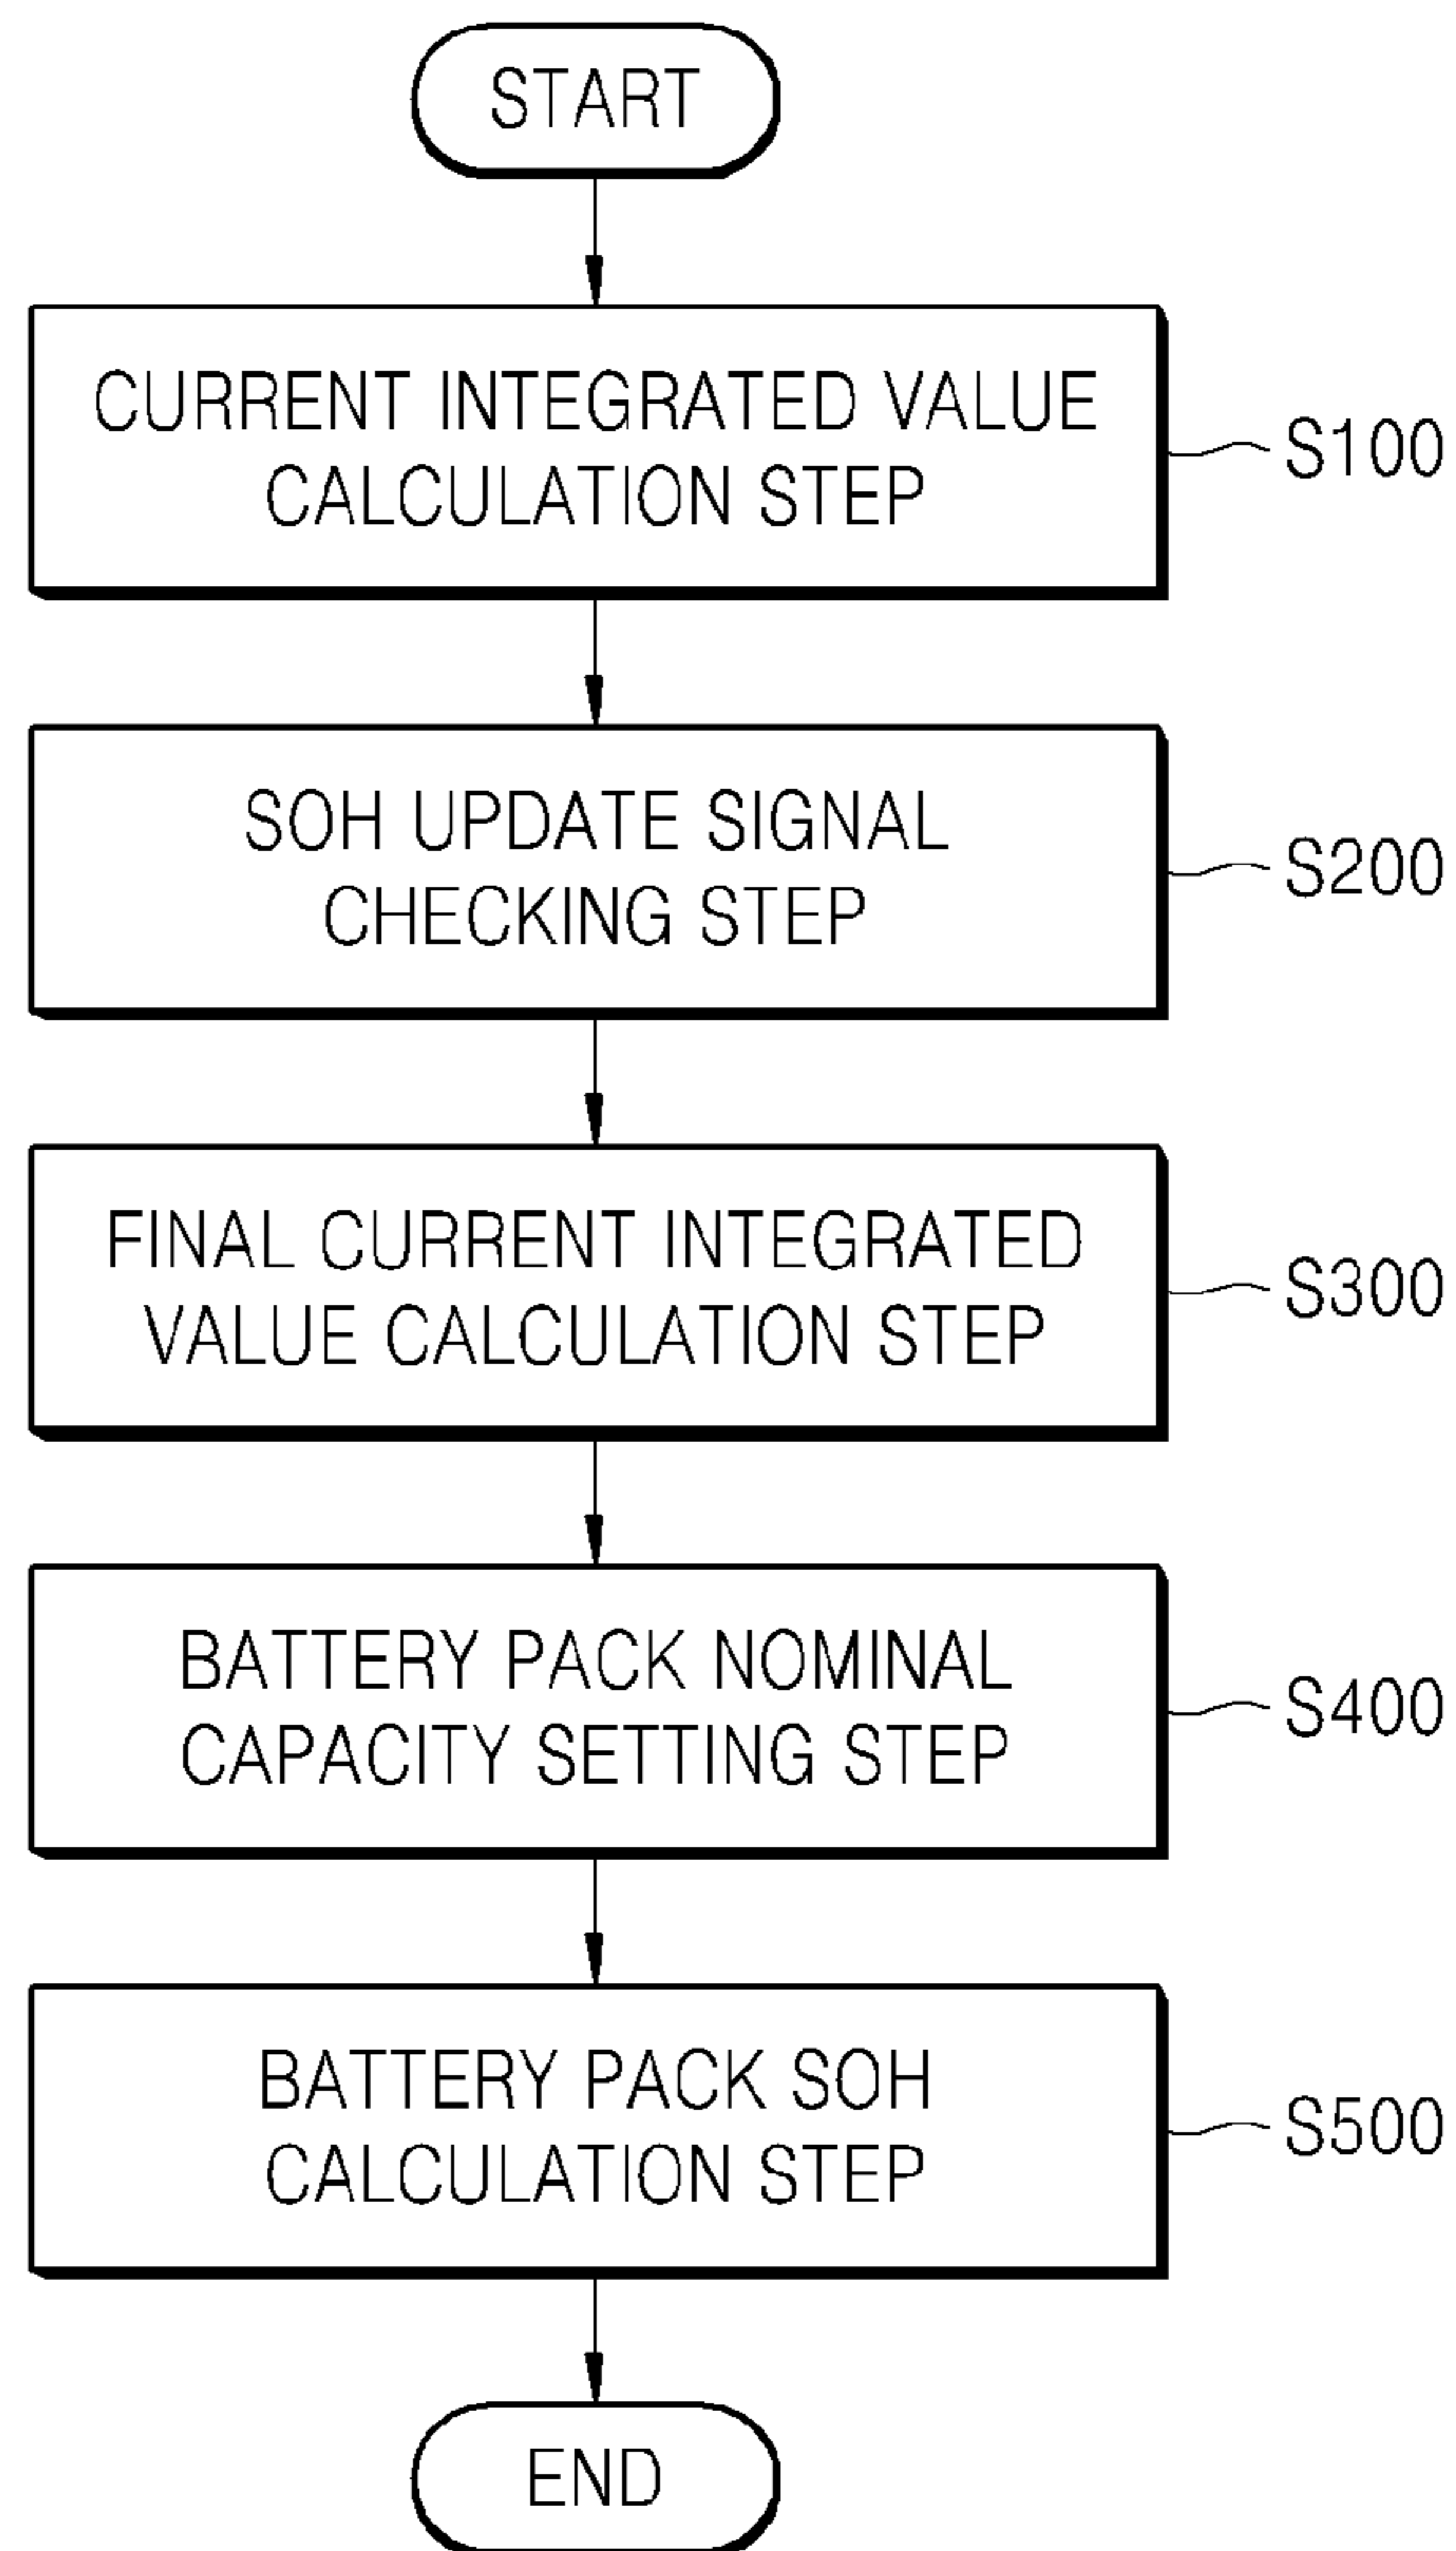 START
CURRENT INTEGRATED VALUE
CALCULATION STEP
S100
SOH UPDATE SIGNAL
CHECKING STEP
S200
FINAL CURRENT INTEGRATED
VALUE CALCULATION STEP
S300
BATTERY PACK NOMINAL
CAPACITY SETTING STEP
S400
BATTERY PACK SOH
CALCULATION STEP
S500
END